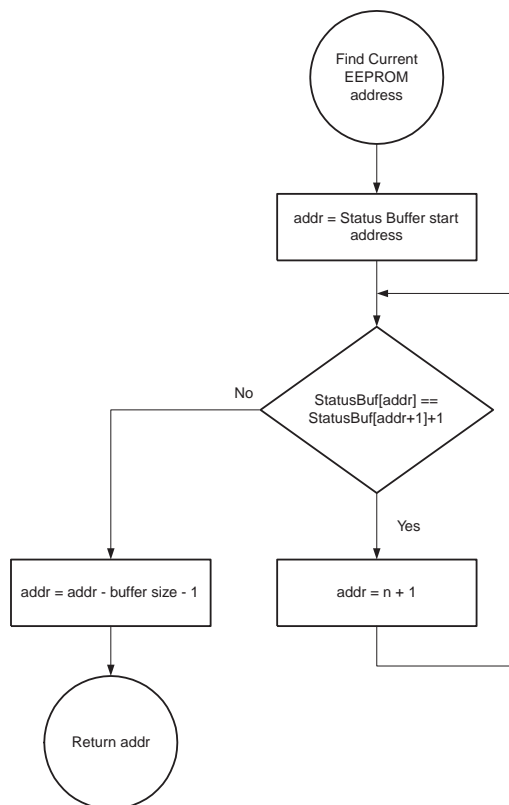 Find Current
EEPROM
address
addr = Status Buffer start
address
StatusBuf[addr] ==
StatusBuf[addr+1]+1
No
Yes
addr = addr - buffer size - 1
addr = n + 1
Return addr